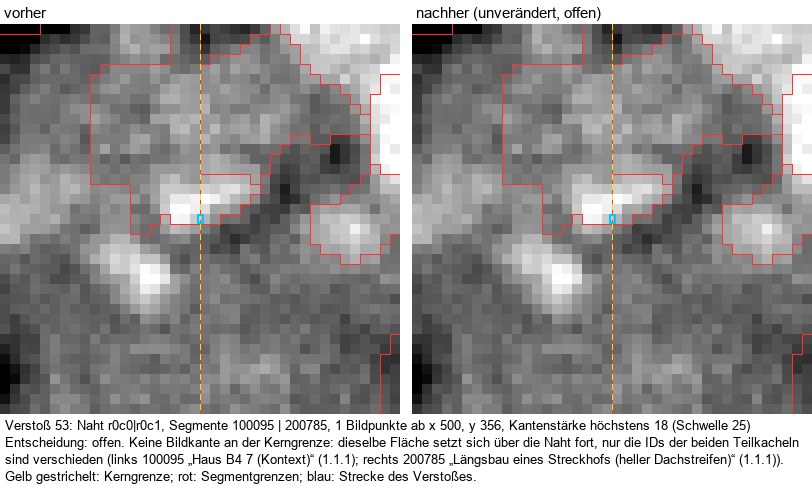 vorher
nachher (unverändert, offen)
Verstoß 53: Naht r0c0|r0c1, Segmente 100095 | 200785, 1 Bildpunkte ab x 500, y 356, Kantenstärke höchstens 18 (Schwelle 25)
Entscheidung: offen. Keine Bildkante an der Kerngrenze: dieselbe Fläche setzt sich über die Naht fort, nur die IDs der beiden Teilkacheln
sind verschieden (links 100095 „Haus B4 7 (Kontext)“ (1.1.1); rechts 200785 „Längsbau eines Streckhofs (heller Dachstreifen)“ (1.1.1)).
Gelb gestrichelt: Kerngrenze; rot: Segmentgrenzen; blau: Strecke des Verstoßes.